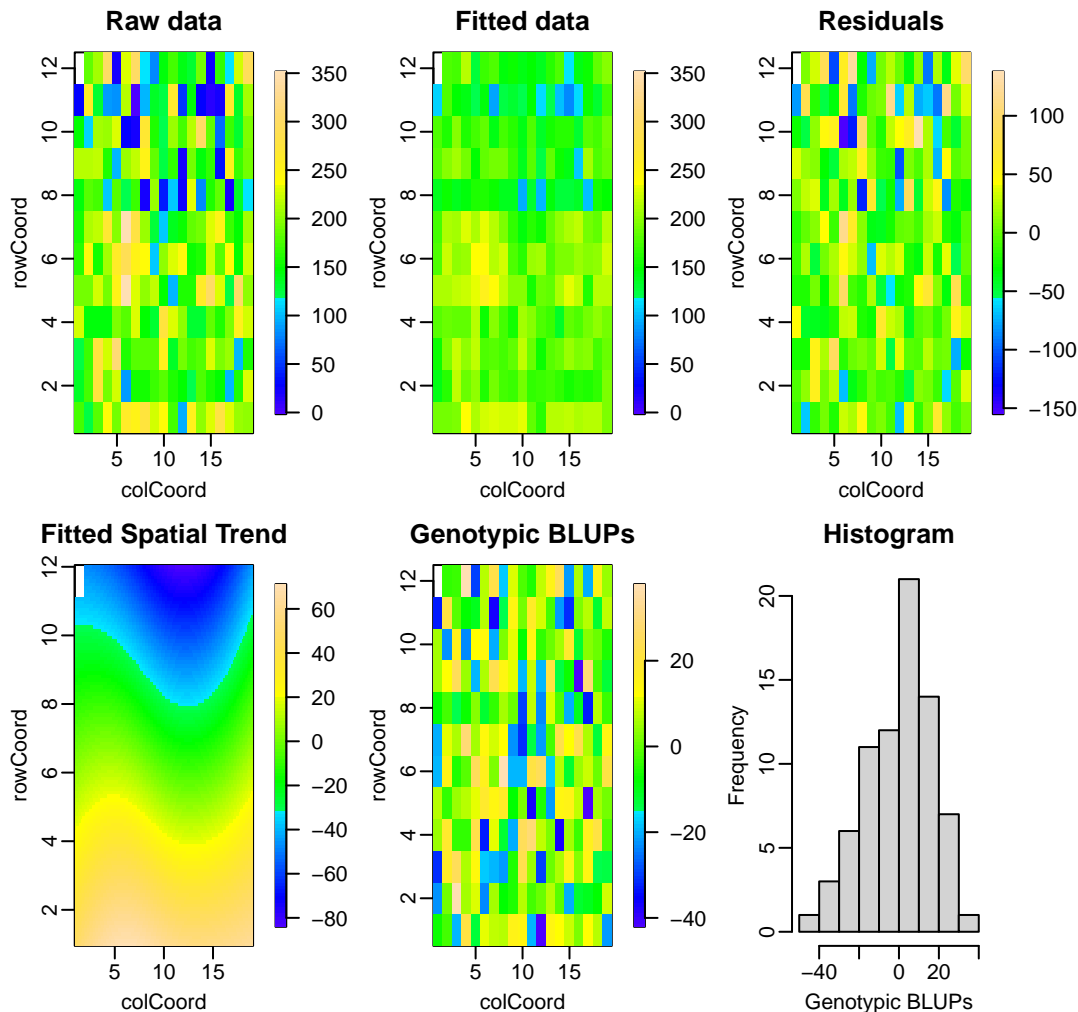 Raw data
12
10
8
6
4
2
rowCoord
5 10 15
colCoord
350
300
250
200
150
100
50
0
Fitted data
12
10
8
6
4
2
rowCoord
5 10 15
colCoord
350
300
250
200
150
100
50
0
Residuals
12
10
8
6
4
2
rowCoord
5 10 15
colCoord
100
50
0
−50
−100
−150
Fitted Spatial Trend
12
10
8
6
4
2
rowCoord
5 10 15
colCoord
60
40
20
0
−20
−40
−60
−80
Genotypic BLUPs
12
10
8
6
4
2
rowCoord
5 10 15
colCoord
20
0
−20
−40
Histogram
20
15
10
5
0
Frequency
−40 0 20
Genotypic BLUPs